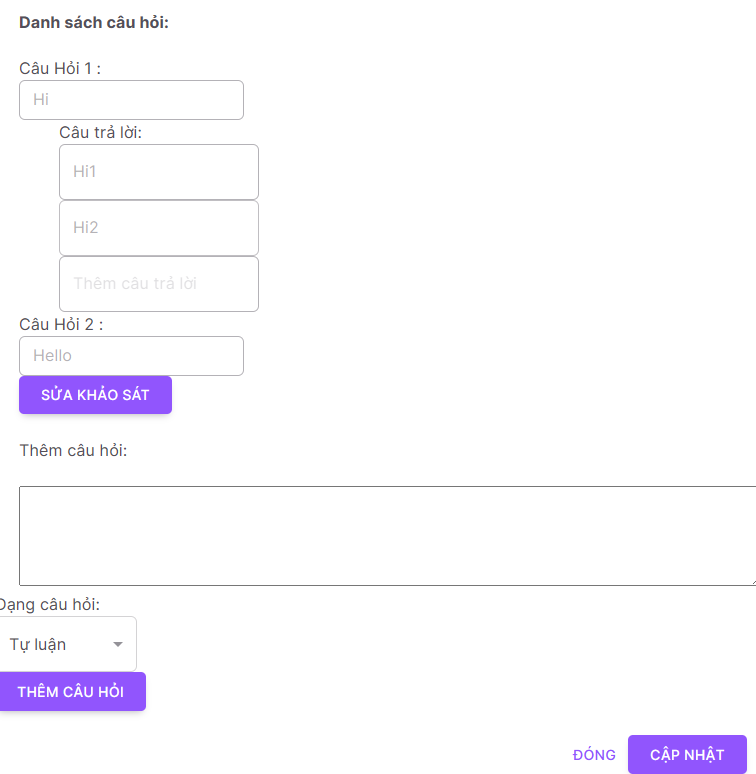 Danh sách câu hỏi:
Câu Hỏi 1 :
Hi
Câu trả lời:
Hi1
Hi2
Thêm câu trả lời
Câu Hỏi 2 :
Hello
SỬA KHẢO SÁT
Thêm câu hỏi:
Dạng câu hỏi:
Tự luận
THÊM CÂU HỎI
ĐÓNG CẬP NHẬT